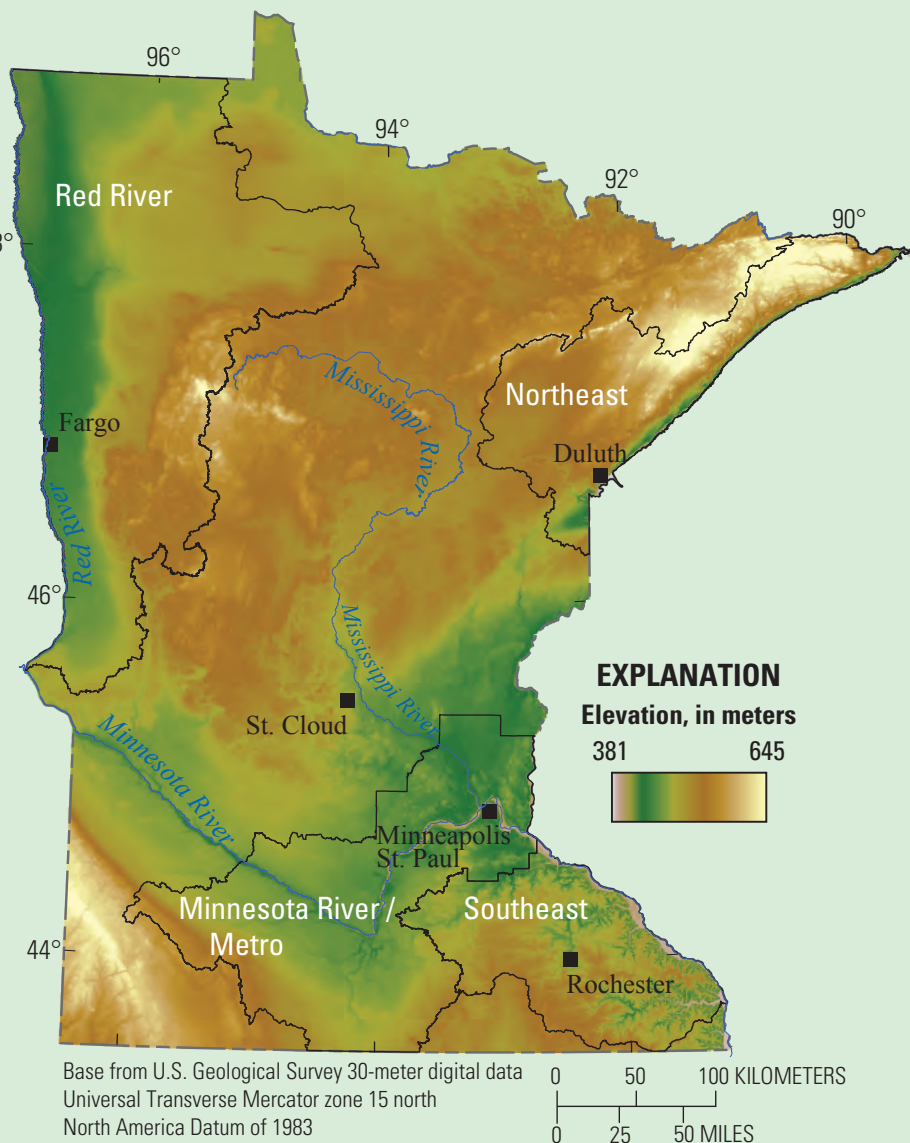 96°
94°
92°
90°
Red River
8°
Mississippi River
Northeast
Fargo
Duluth
Red River
46°
Mississippi River
EXPLANATION
Elevation, in meters
381 645
St. Cloud
Minnesota River
Minneapolis
St. Paul
Minnesota River /
Metro
Southeast
44°
Rochester
Base from U.S. Geological Survey 30-meter digital data
Universal Transverse Mercator zone 15 north
North America Datum of 1983
0 50 100 KILOMETERS
0 25 50 MILES